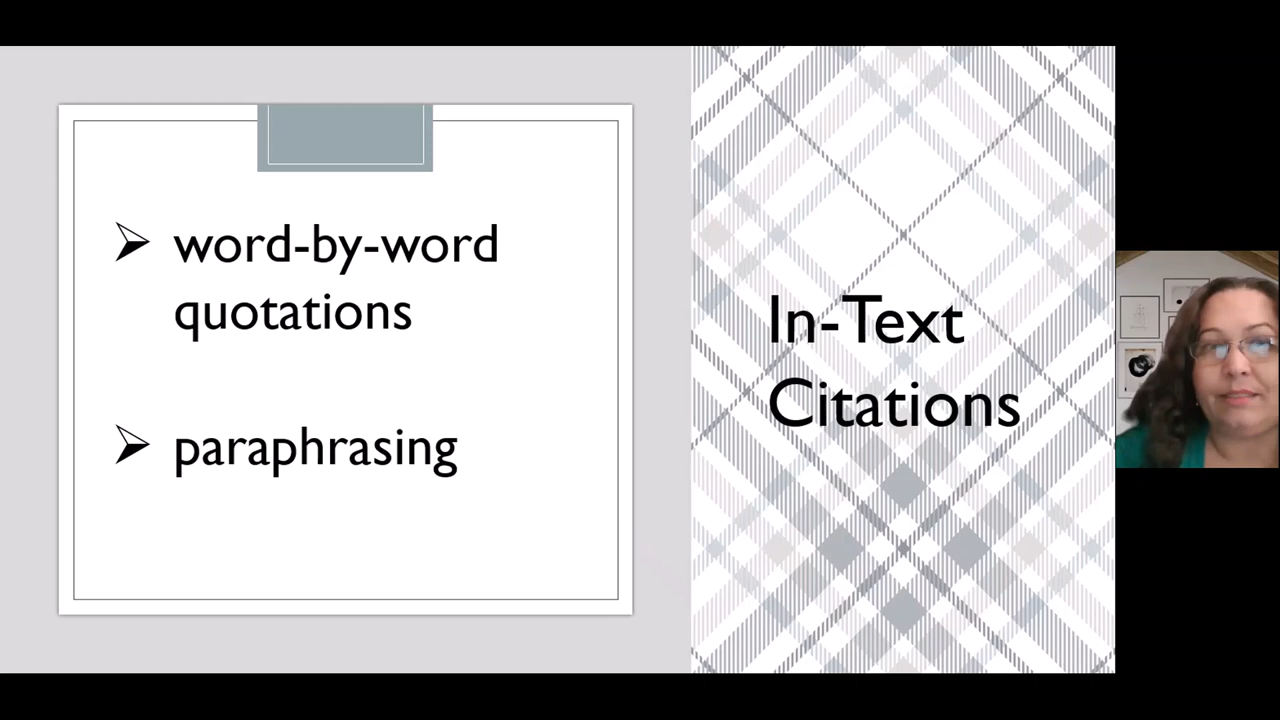 word-by-word
quotations
paraphrasing
In-Text
Citations